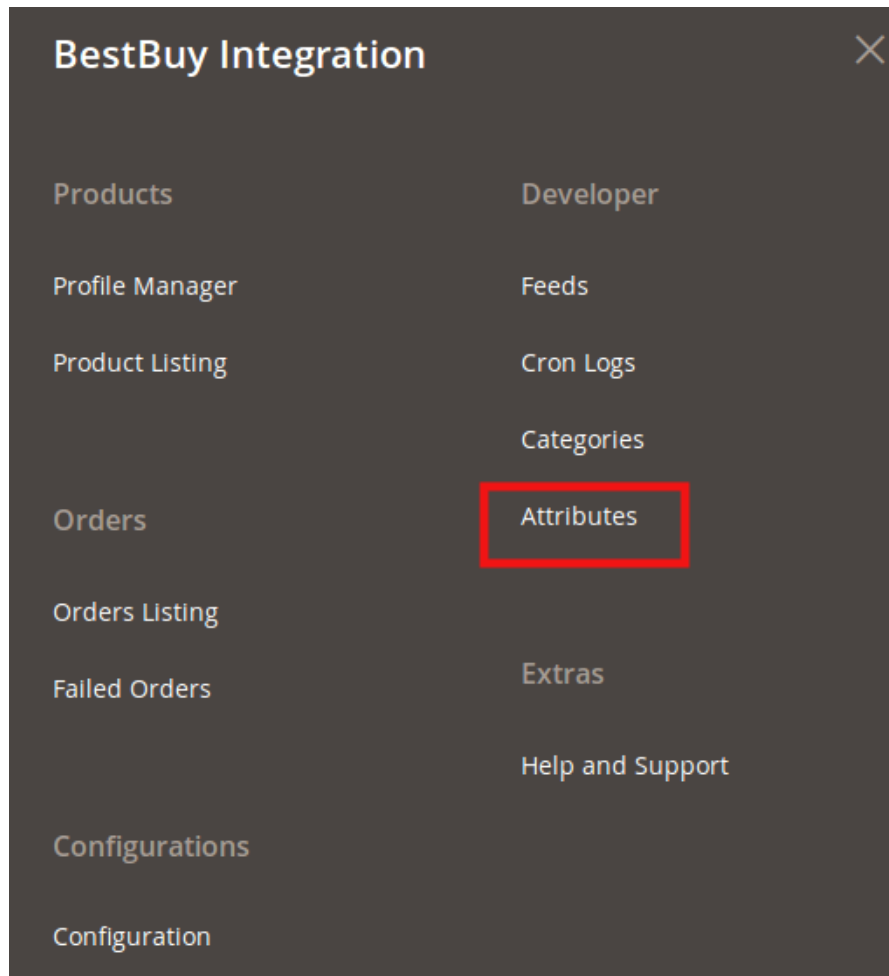 BestBuy Integration
Products
Profile Manager
Product Listing
Orders
Orders Listing
Failed Orders
Configurations
Configuration
Developer
Feeds
Cron Logs
Categories
Attributes
Extras
Help and Support